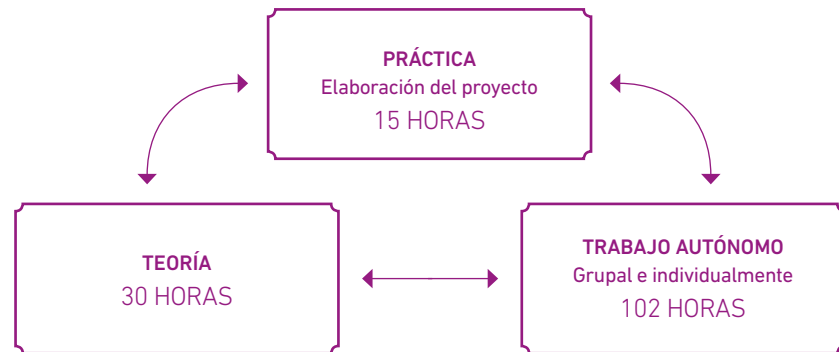 PRÁCTICA
Elaboración del proyecto
15 HORAS
TEORÍA
30 HORAS
TRABAJO AUTÓNOMO
Grupal e individualmente
102 HORAS